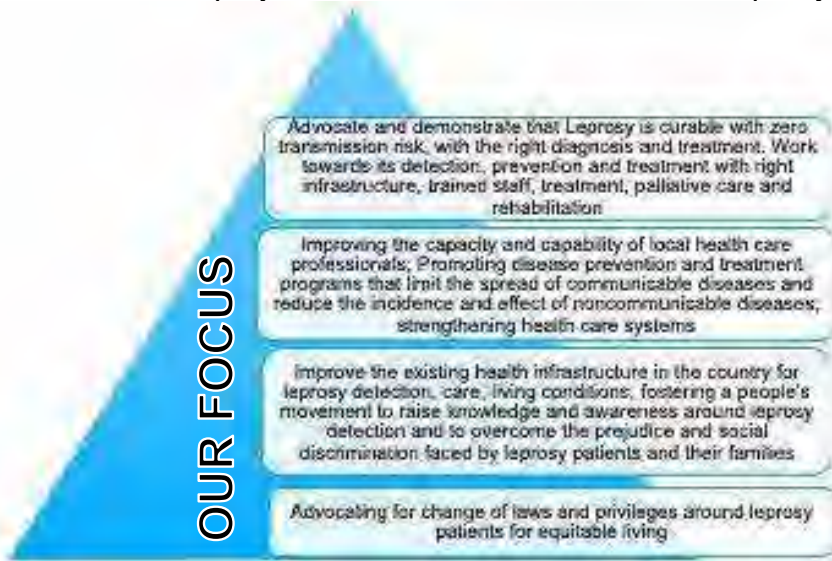 OUR FOCUS
Advocate and demonstrate that Leprosy is curable with zero
transmission risk, with the right diagnosis and treatment. Work
towards its detection, prevention and treatment with right
infrastructure, trained staff, treatment, palliative care and
rehabilitation
Improving the capacity and capability of local health care
professionals; Promoting disease prevention and treatment
programs that limit the spread of communicable diseases and
reduce the incidence and effect of noncommunicable diseases,
strengthening health care systems
Improve the existing health infrastructure in the country for
leprosy detection, care, living conditions, fostering a people's
movement to raise knowledge and awareness around leprosy
detection and to overcome the prejudice and social
discrimination faced by leprosy patients and their families
Advocating for change of laws and privileges around leprosy
patients for equitable living